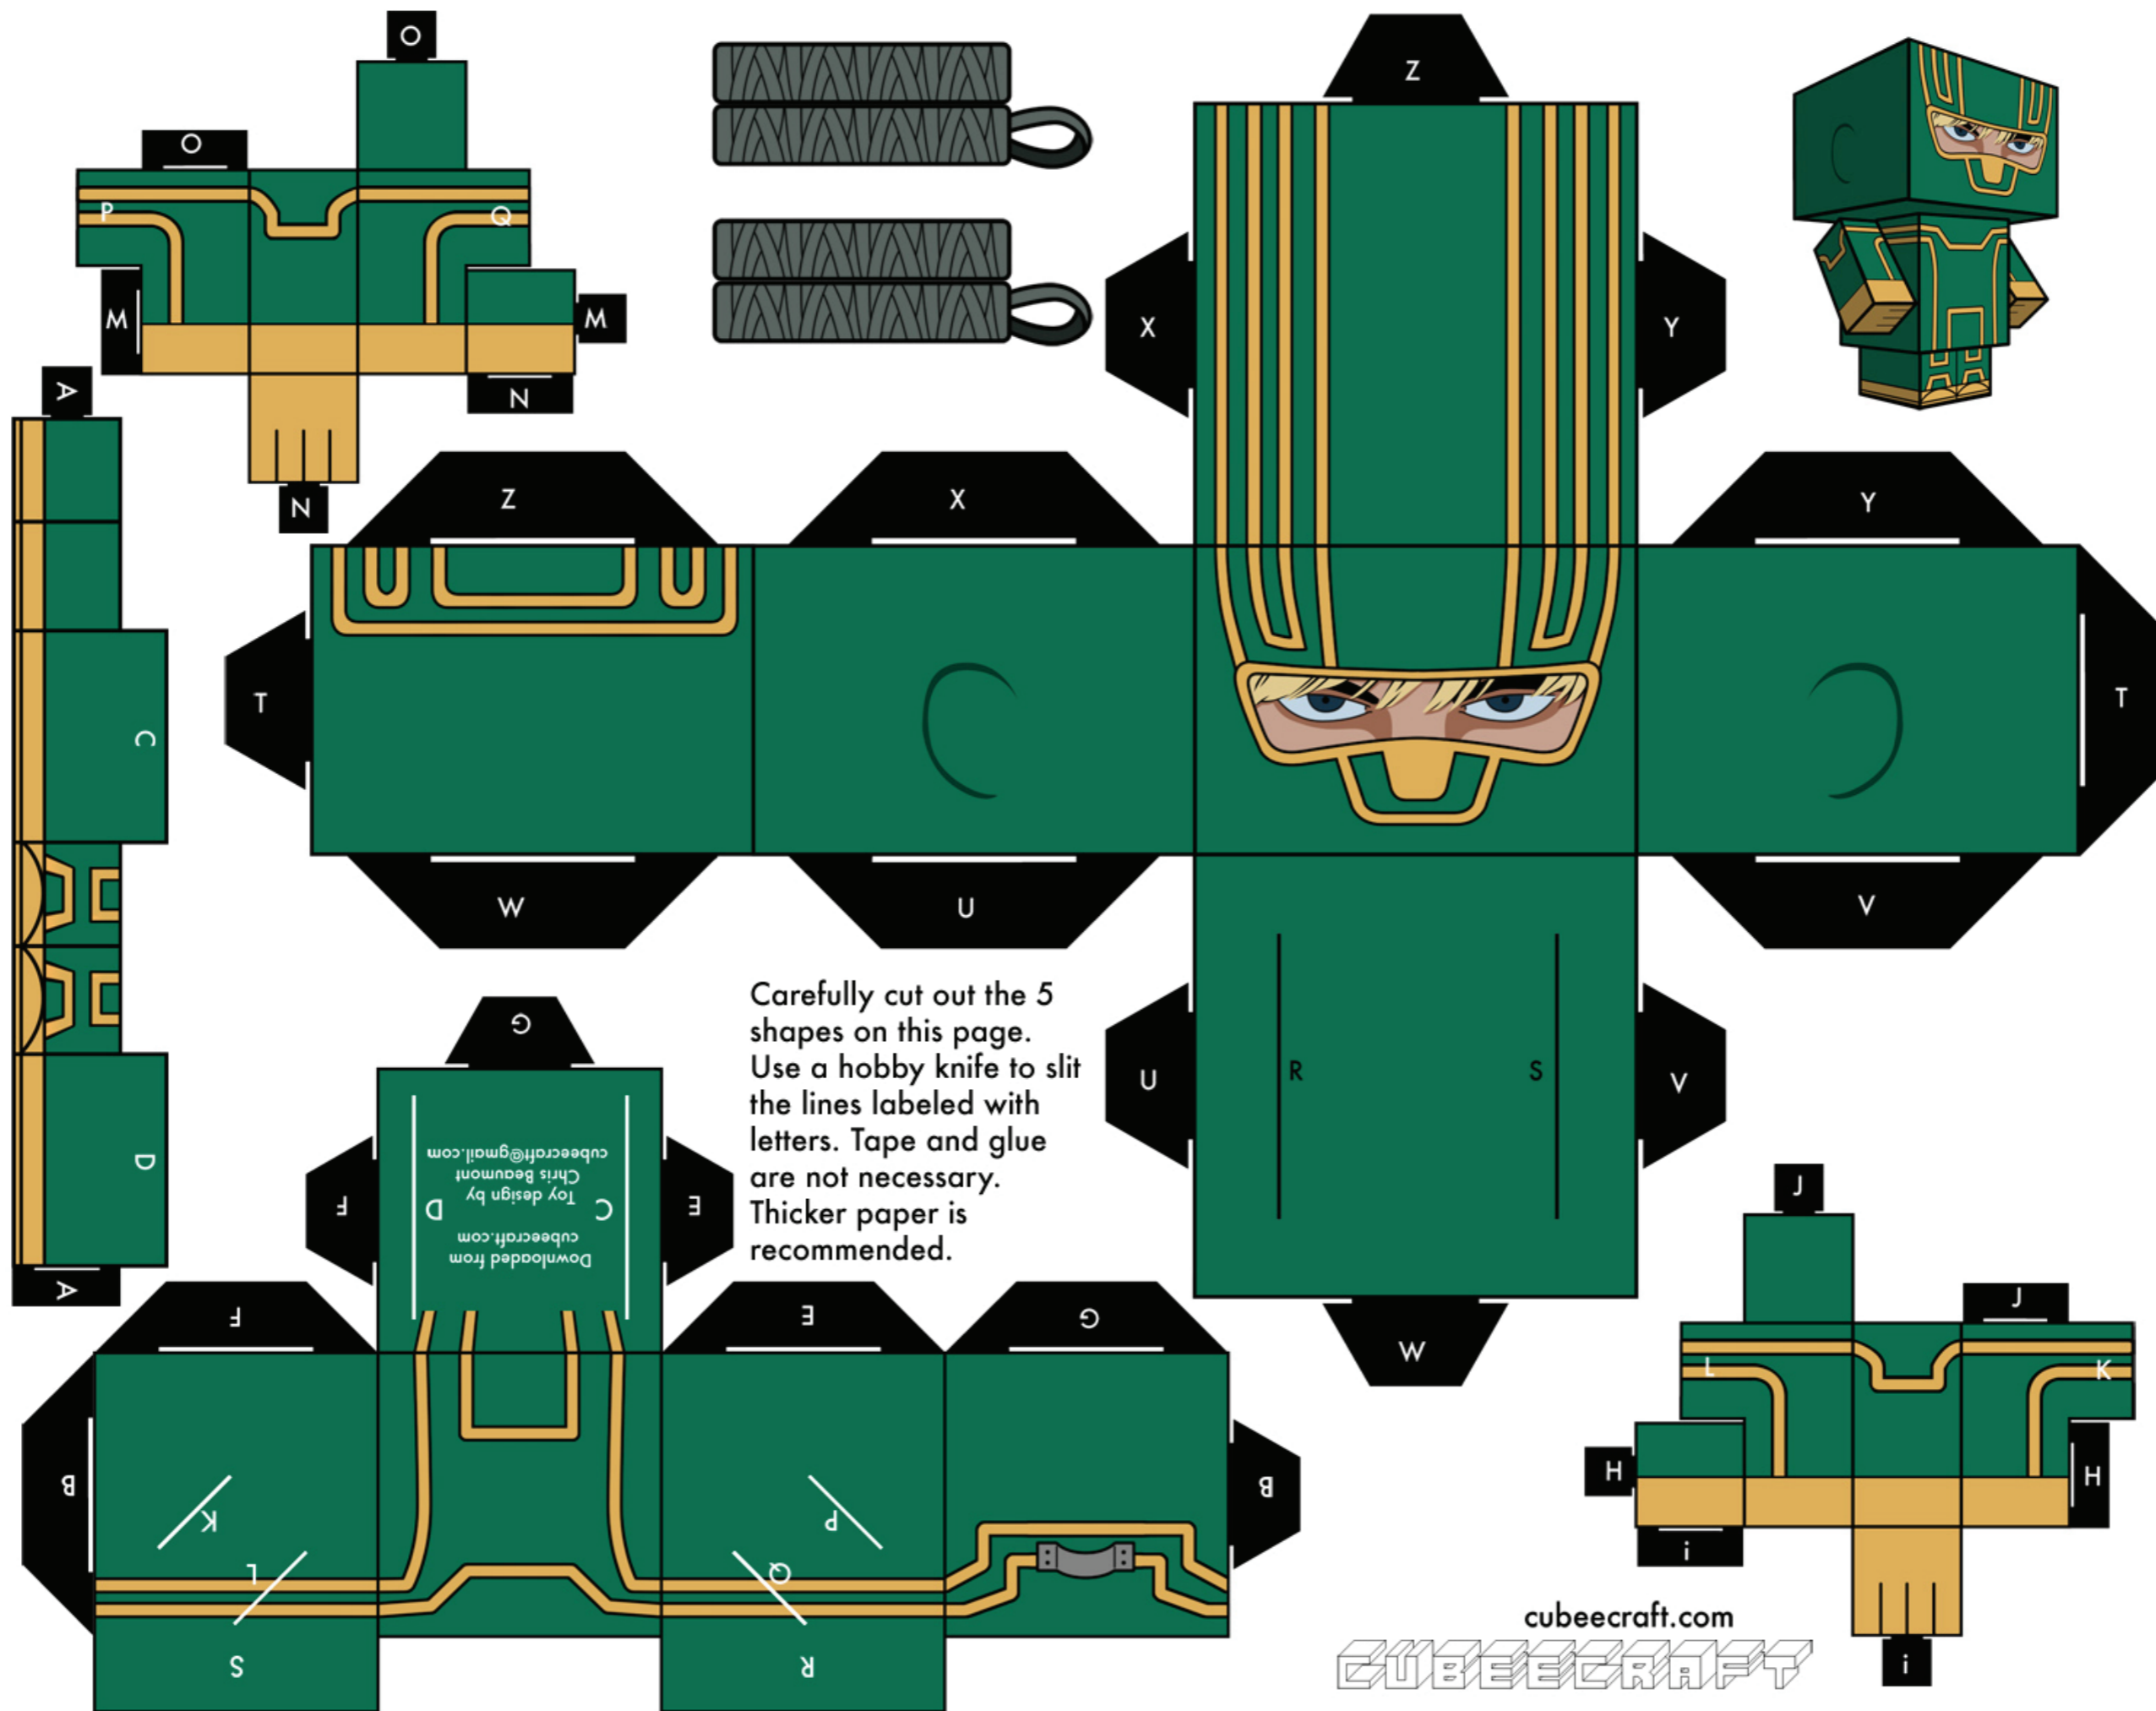 O
O
P
Q
M
M
N
N
Z
X
Y
A
Z
X
Y
C
T
T
W
U
V
Carefully cut out the 5
shapes on this page.
Use a hobby knife to slit
the lines labeled with
letters. Tape and glue
are not necessary.
Thicker paper is
recommended.
G
R
S
U
V
D
F
E
D
C
Downloaded from
cubeecraft.com
Toy design by
Chris Beaumont
cubeecraft@gmail.com
A
F
E
G
W
J
J
L
K
H
H
i
i
B
B
K
P
L
Q
S
R
cubeecraft.com
CUBEECRAFT